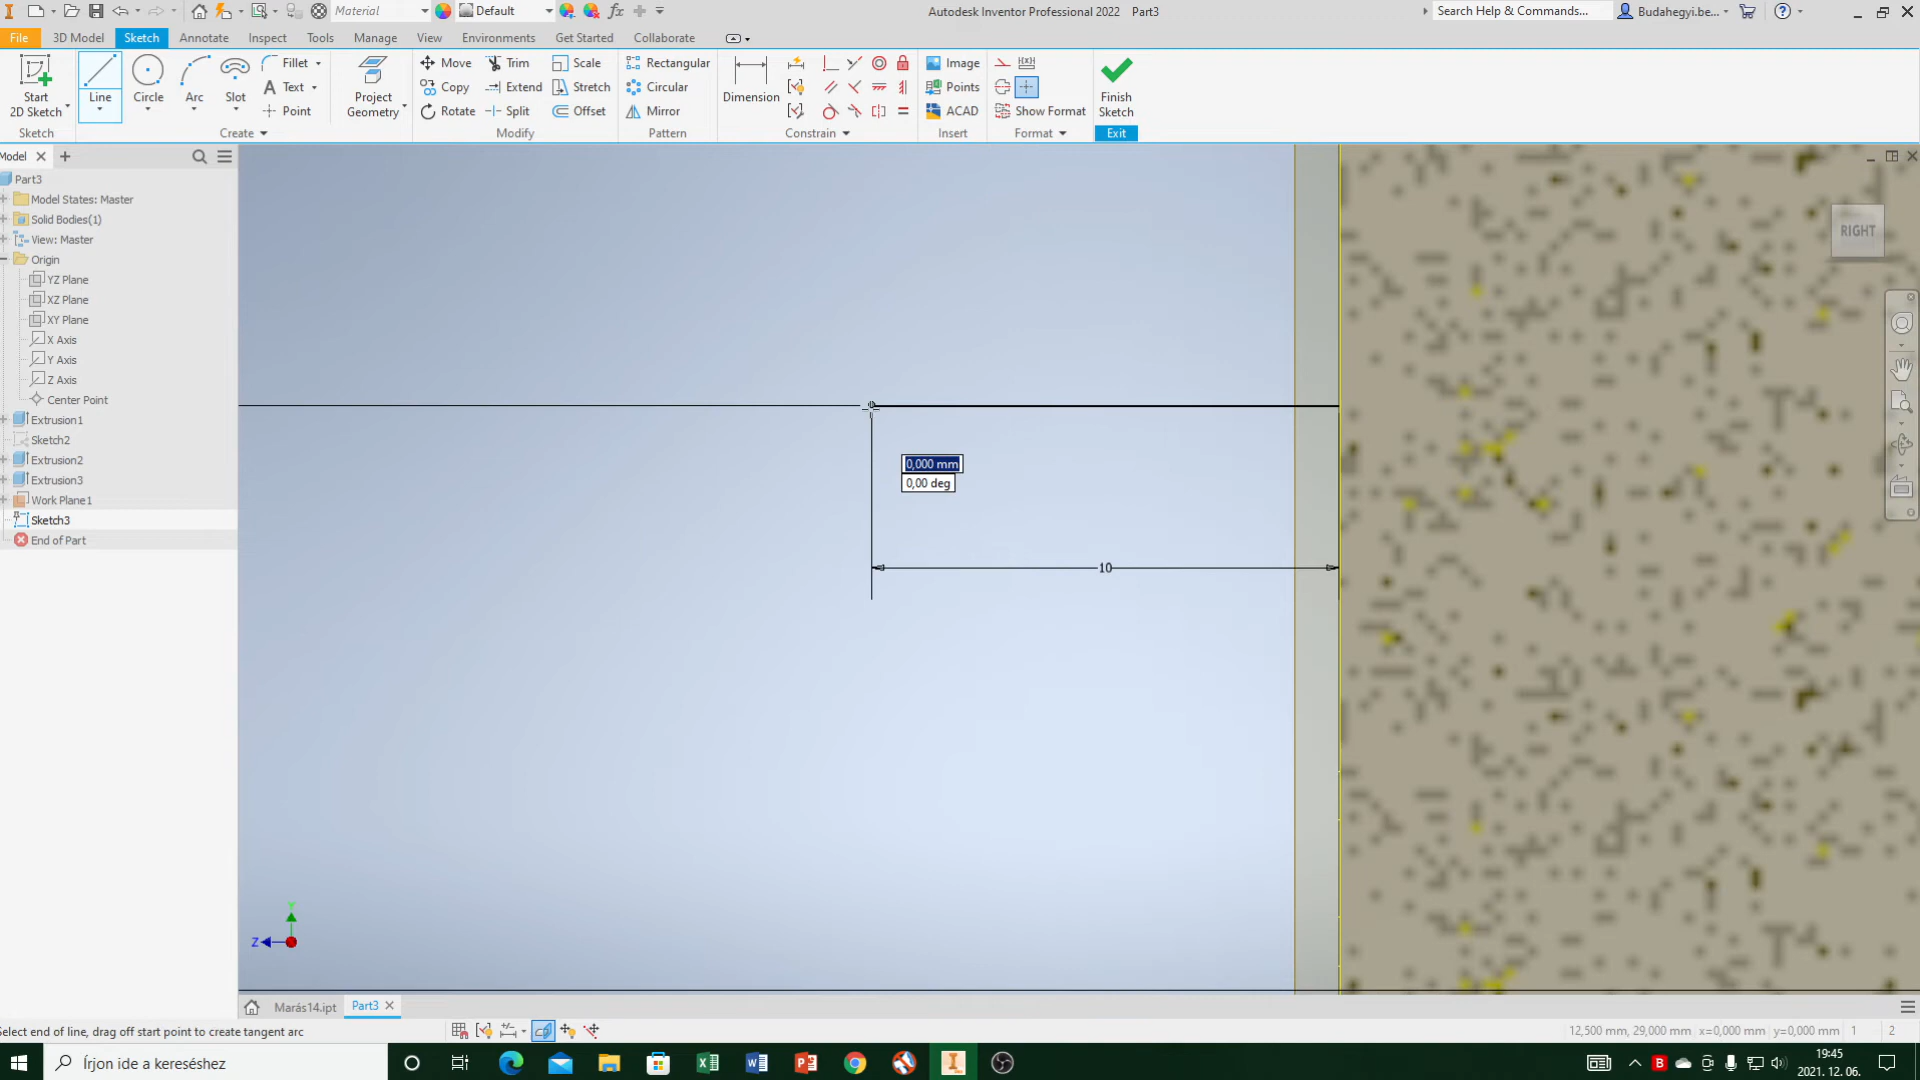 Material
Default
Autodesk Inventor Professional 2022 Part3
Search Help & Commands...
Budahegyi.be...
File 3D Model Sketch Annotate Inspect Tools Manage View Environments Get Started Collaborate
Start
2D Sketch
Line
Circle
Arc
Slot
Fillet
Text
Point
Project
Geometry
Move
Copy
Rotate
Trim
Extend
Split
Scale
Stretch
Offset
Rectangular
Circular
Mirror
Dimension
Image
Points
ACAD
Show Format
Finish
Sketch
Sketch
Create
Modify
Pattern
Constrain
Insert
Format
Exit
Model
Part3
Model States: Master
Solid Bodies(1)
View: Master
Origin
YZ Plane
XZ Plane
XY Plane
X Axis
Y Axis
Z Axis
Center Point
Extrusion1
Sketch2
Extrusion2
Extrusion3
Work Plane1
Sketch3
End of Part
RIGHT
0,000 mm
0,00 deg
10
Y
Z
Marás14.ipt
Part3
Select end of line, drag off start point to create tangent arc
12,500 mm, 29,000 mm x=0,000 mm y=0,000 mm 1 2
Írjon ide a kereséshez
19:45
2021. 12. 06.